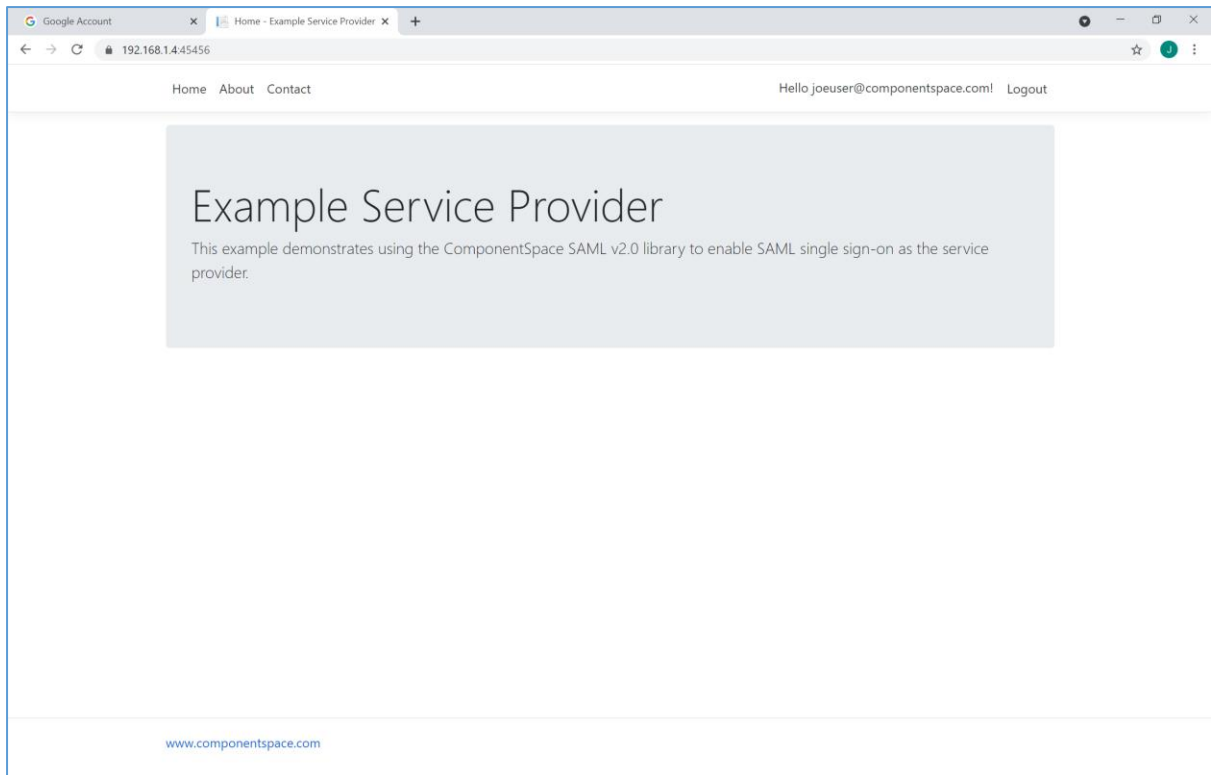 Google Account
Home - Example Service Provider
192.168.1.4:45456
J
Home About Contact
Hello joeuser@componentspace.com! Logout
Example Service Provider
This example demonstrates using the ComponentSpace SAML v2.0 library to enable SAML single sign-on as the service
provider.
www.componentspace.com